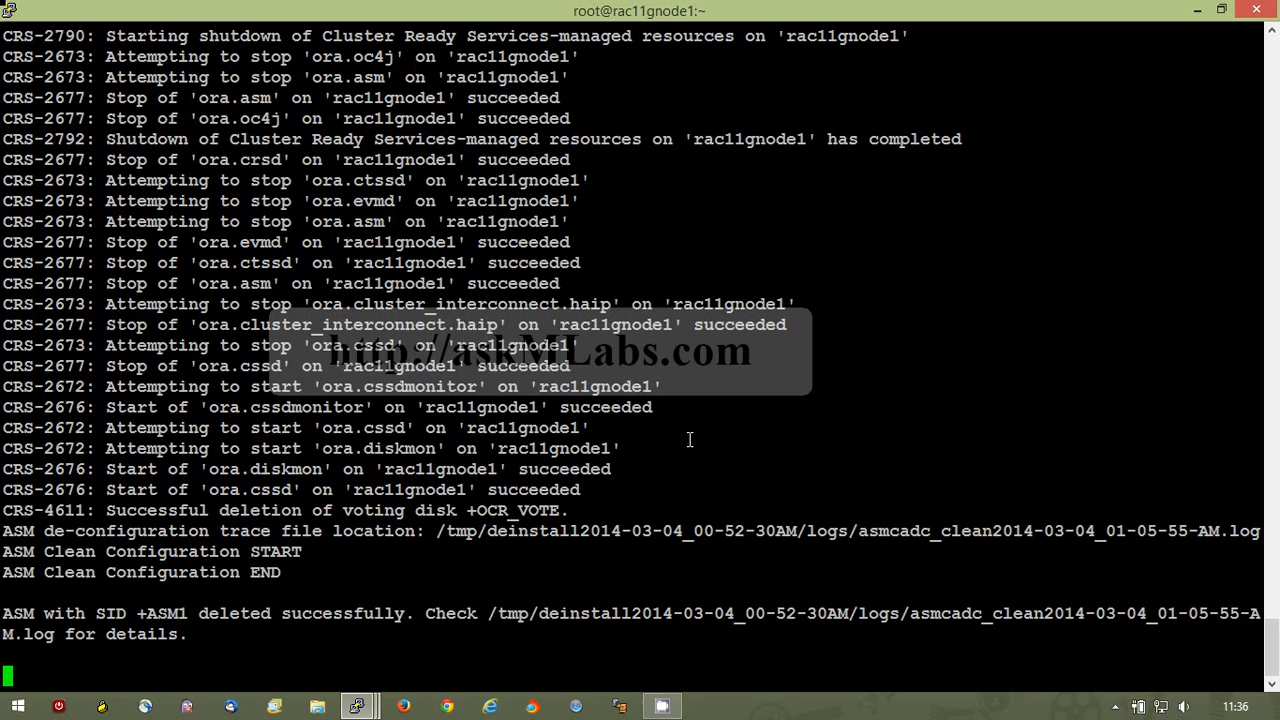 root@rac11gnode1:~
CRS-2790: Starting shutdown of Cluster Ready Services-managed resources on 'rac11gnode1'
CRS-2673: Attempting to stop 'ora.oc4j' on 'rac11gnode1'
CRS-2673: Attempting to stop 'ora.asm' on 'rac11gnode1'
CRS-2677: Stop of 'ora.asm' on 'rac11gnode1' succeeded
CRS-2677: Stop of 'ora.oc4j' on 'rac11gnode1' succeeded
CRS-2792: Shutdown of Cluster Ready Services-managed resources on 'rac11gnode1' has completed
CRS-2677: Stop of 'ora.crsd' on 'rac11gnode1' succeeded
CRS-2673: Attempting to stop 'ora.ctssd' on 'rac11gnode1'
CRS-2673: Attempting to stop 'ora.evmd' on 'rac11gnode1'
CRS-2673: Attempting to stop 'ora.asm' on 'rac11gnode1'
CRS-2677: Stop of 'ora.evmd' on 'rac11gnode1' succeeded
CRS-2677: Stop of 'ora.ctssd' on 'rac11gnode1' succeeded
CRS-2677: Stop of 'ora.asm' on 'rac11gnode1' succeeded
CRS-2673: Attempting to stop 'ora.cluster_interconnect.haip' on 'rac11gnode1'
CRS-2677: Stop of 'ora.cluster_interconnect.haip' on 'rac11gnode1' succeeded
CRS-2673: Attempting to stop 'ora.cssd' on 'rac11gnode1'
http://askMLabs.com
CRS-2677: Stop of 'ora.cssd' on 'rac11gnode1' succeeded
CRS-2672: Attempting to start 'ora.cssdmonitor' on 'rac11gnode1'
CRS-2676: Start of 'ora.cssdmonitor' on 'rac11gnode1' succeeded
CRS-2672: Attempting to start 'ora.cssd' on 'rac11gnode1'
CRS-2672: Attempting to start 'ora.diskmon' on 'rac11gnode1'
CRS-2676: Start of 'ora.diskmon' on 'rac11gnode1' succeeded
CRS-2676: Start of 'ora.cssd' on 'rac11gnode1' succeeded
CRS-4611: Successful deletion of voting disk +OCR_VOTE.
ASM de-configuration trace file location: /tmp/deinstall2014-03-04_00-52-30AM/logs/asmcadc_clean2014-03-04_01-05-55-AM.log
ASM Clean Configuration START
ASM Clean Configuration END
ASM with SID +ASM1 deleted successfully. Check /tmp/deinstall2014-03-04_00-52-30AM/logs/asmcadc_clean2014-03-04_01-05-55-A
M.log for details.
11:36